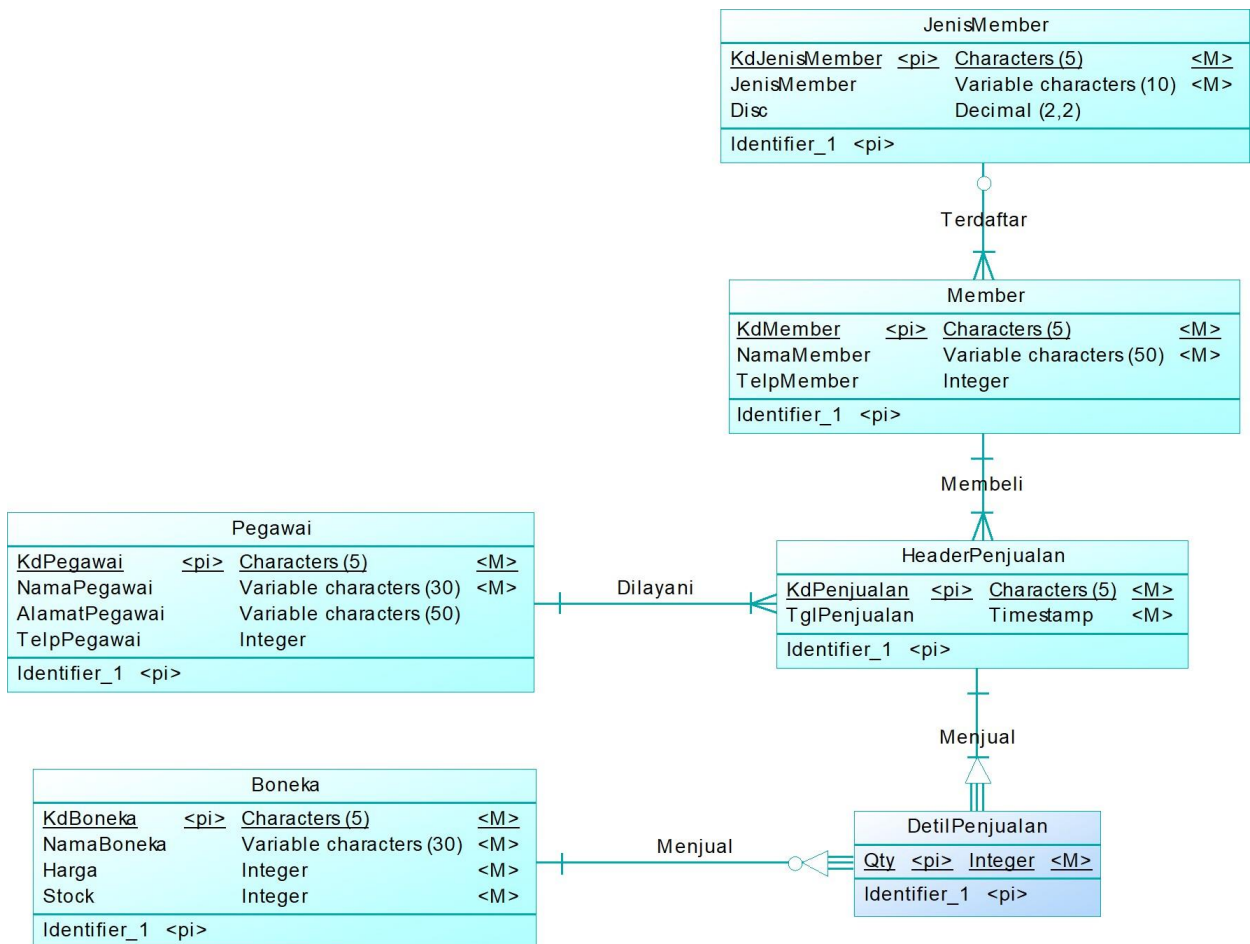 JenisMember
KdJenisMember <pi> Characters (5) <M>
JenisMember Variable characters (10) <M>
Disc Decimal (2,2)
Identifier_1 <pi>
Terdaftar
Member
KdMember <pi> Characters (5) <M>
NamaMember Variable characters (50) <M>
TelpMember Integer
Identifier_1 <pi>
Membeli
Pegawai
KdPegawai <pi> Characters (5) <M>
NamaPegawai Variable characters (30) <M>
AlamatPegawai Variable characters (50)
TelpPegawai Integer
Identifier_1 <pi>
Dilayani
HeaderPenjualan
KdPenjualan <pi> Characters (5) <M>
TglPenjualan Timestamp <M>
Identifier_1 <pi>
Menjual
Boneka
KdBoneka <pi> Characters (5) <M>
NamaBoneka Variable characters (30) <M>
Harga Integer <M>
Stock Integer <M>
Identifier_1 <pi>
Menjual
DetilPenjualan
Qty <pi> Integer <M>
Identifier_1 <pi>